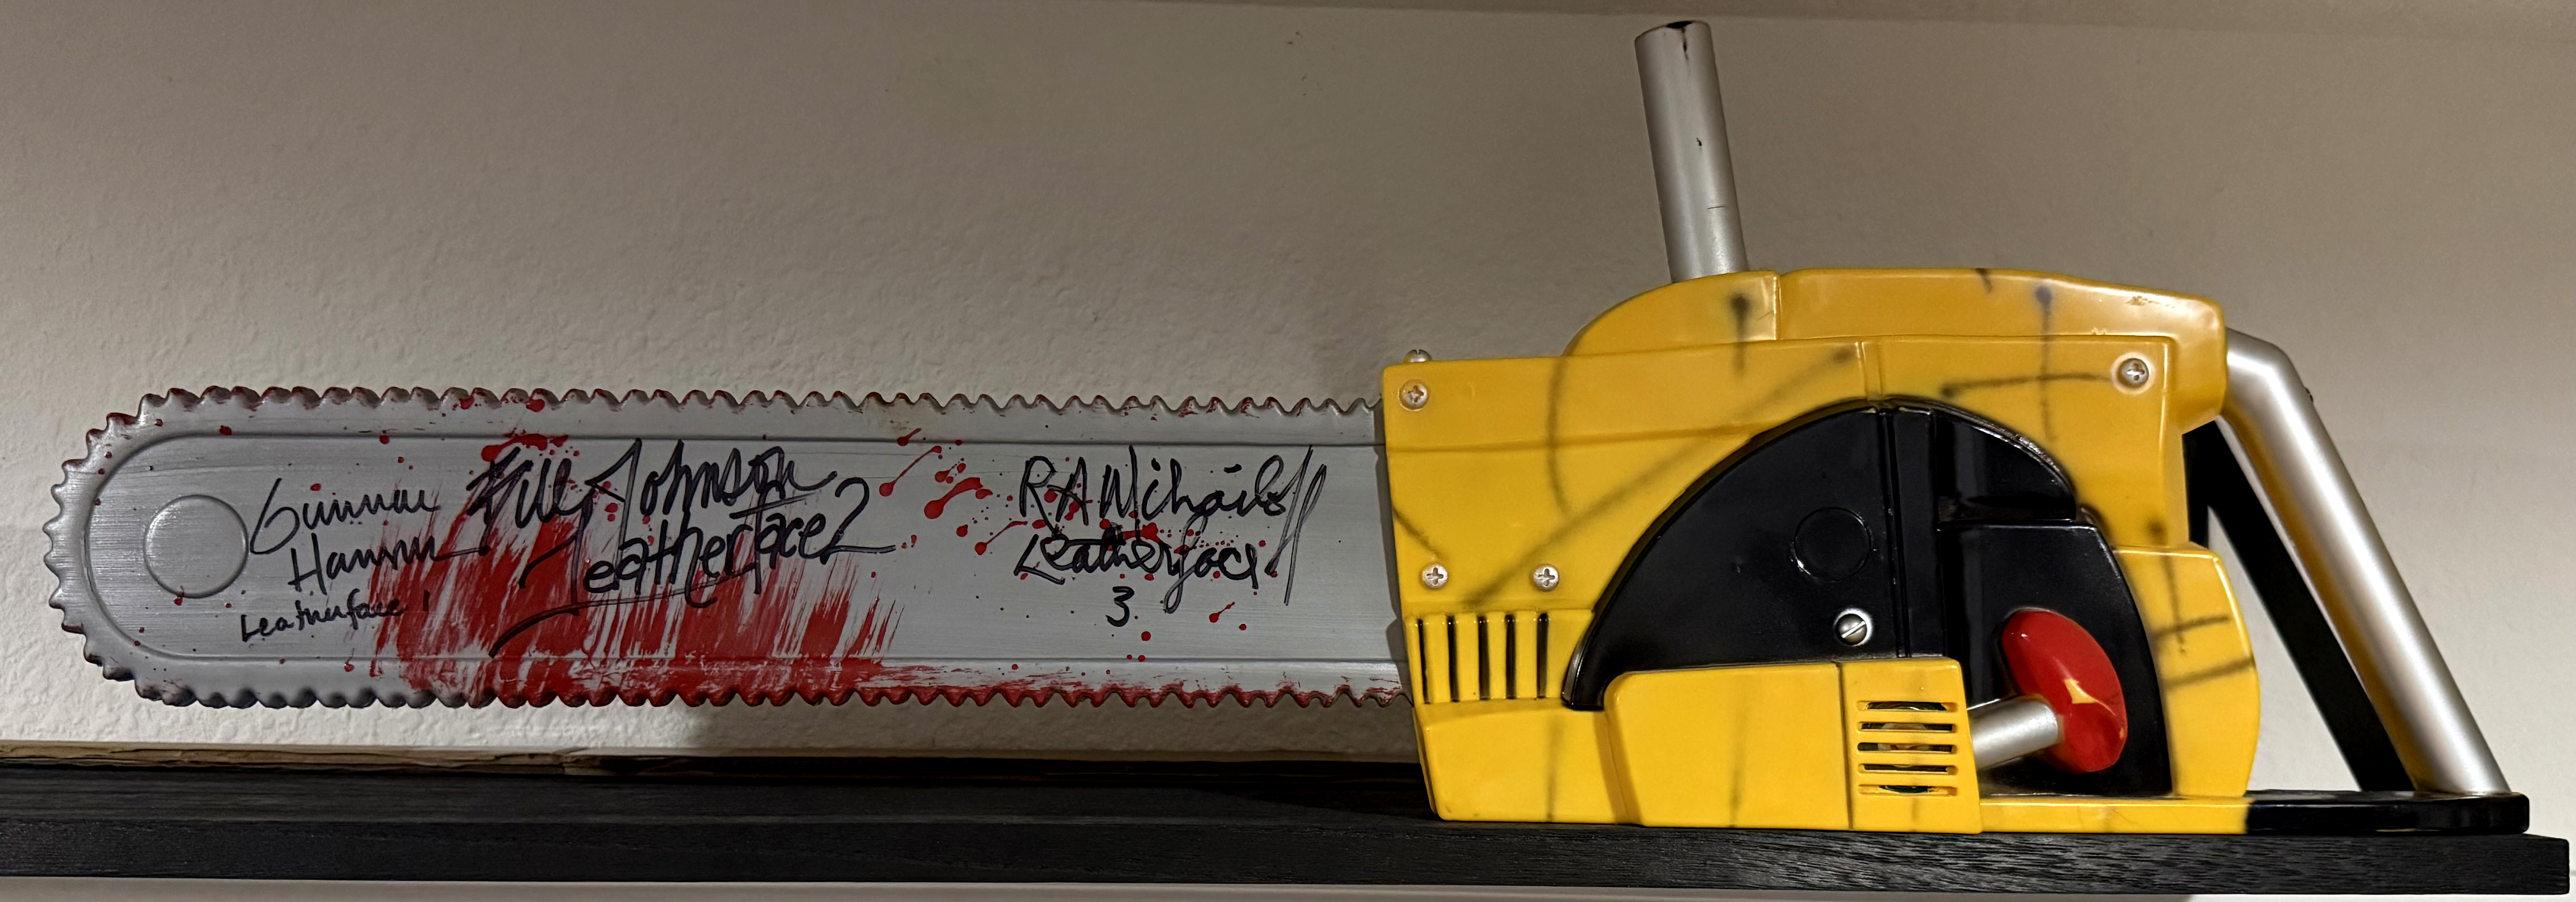 Gunnar
Hansen
Leatherface 1
Bill Johnson
Leatherface 2
R A Mihailoff
Leatherface
3